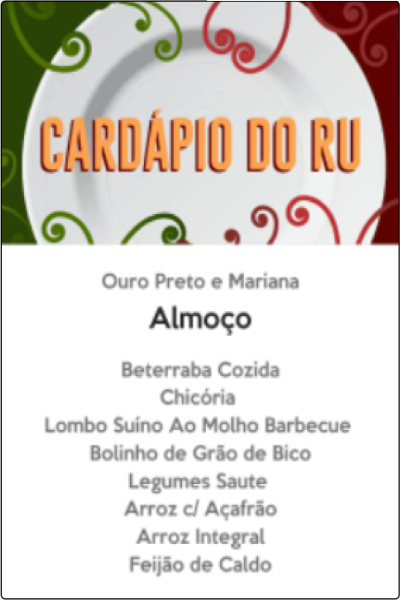 CARDÁPIO DO RU
Ouro Preto e Mariana
Almoço
Beterraba Cozida
Chicória
Lombo Suíno Ao Molho Barbecue
Bolinho de Grão de Bico
Legumes Saute
Arroz c/ Açafrão
Arroz Integral
Feijão de Caldo